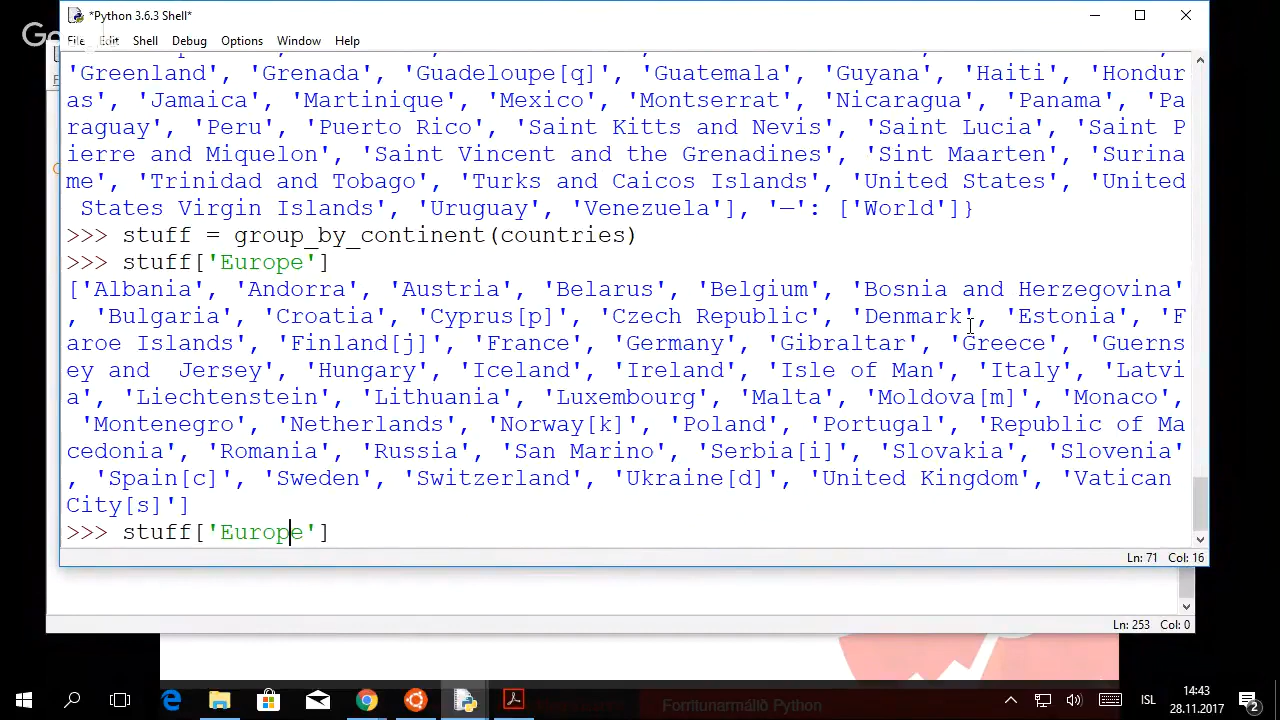 *Python 3.6.3 Shell*
File Edit Shell Debug Options Window Help
'Greenland', 'Grenada', 'Guadeloupe[q]', 'Guatemala', 'Guyana', 'Haiti', 'Hondur
as', 'Jamaica', 'Martinique', 'Mexico', 'Montserrat', 'Nicaragua', 'Panama', 'Pa
raguay', 'Peru', 'Puerto Rico', 'Saint Kitts and Nevis', 'Saint Lucia', 'Saint P
ierre and Miquelon', 'Saint Vincent and the Grenadines', 'Sint Maarten', 'Surina
me', 'Trinidad and Tobago', 'Turks and Caicos Islands', 'United States', 'United
 States Virgin Islands', 'Uruguay', 'Venezuela'], '—': ['World']}
>>> stuff = group_by_continent(countries)
>>> stuff['Europe']
['Albania', 'Andorra', 'Austria', 'Belarus', 'Belgium', 'Bosnia and Herzegovina'
, 'Bulgaria', 'Croatia', 'Cyprus[p]', 'Czech Republic', 'Denmark', 'Estonia', 'F
aroe Islands', 'Finland[j]', 'France', 'Germany', 'Gibraltar', 'Greece', 'Guerns
ey and  Jersey', 'Hungary', 'Iceland', 'Ireland', 'Isle of Man', 'Italy', 'Latvi
a', 'Liechtenstein', 'Lithuania', 'Luxembourg', 'Malta', 'Moldova[m]', 'Monaco',
 'Montenegro', 'Netherlands', 'Norway[k]', 'Poland', 'Portugal', 'Republic of Ma
cedonia', 'Romania', 'Russia', 'San Marino', 'Serbia[i]', 'Slovakia', 'Slovenia'
, 'Spain[c]', 'Sweden', 'Switzerland', 'Ukraine[d]', 'United Kingdom', 'Vatican
City[s]']
>>> stuff['Europe']
Ln: 71 Col: 16
Ln: 253 Col: 0
Forritunarmálið Python
ISL
14:43
28.11.2017
2